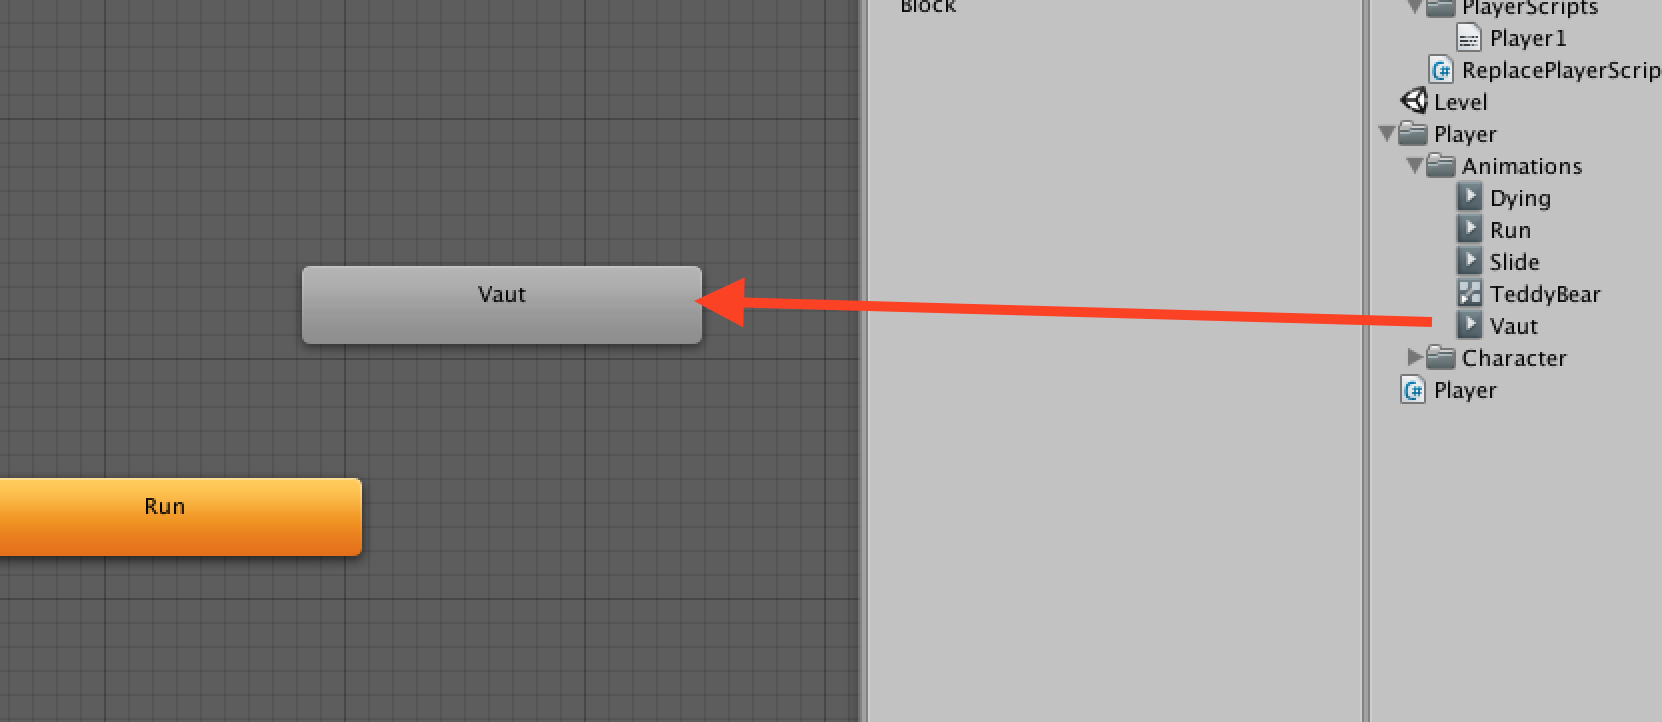 Block
PlayerScripts
Player1
ReplacePlayerScrip
Level
Player
Animations
Dying
Run
Slide
TeddyBear
Vaut
Character
Player
Vaut
Run